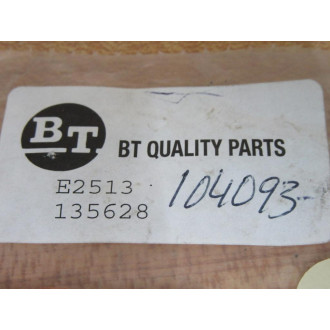 BT
BT QUALITY PARTS
E2513
135628
104093-